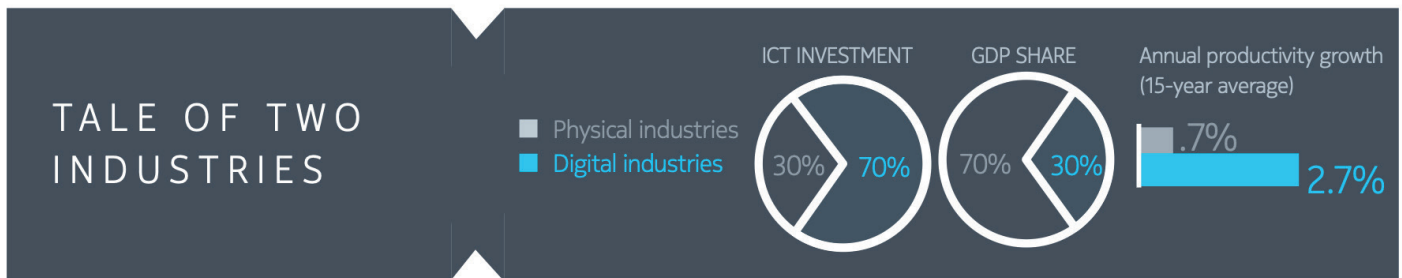 TALE OF TWO
INDUSTRIES
Physical industries
Digital industries
ICT INVESTMENT
30%
70%
GDP SHARE
70%
30%
Annual productivity growth
(15-year average)
.7%
2.7%